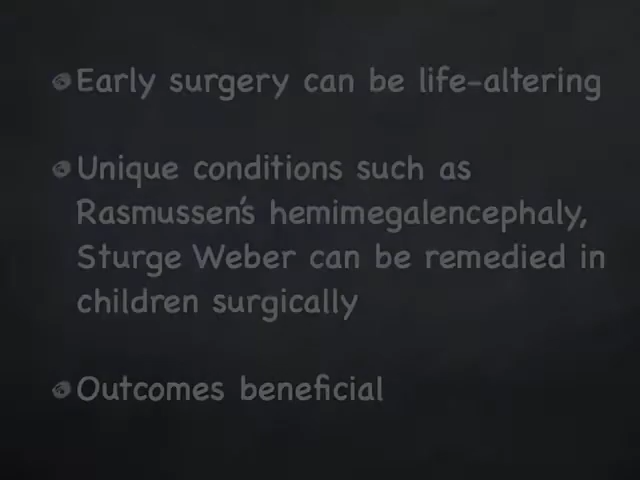 Early surgery can be life-altering
Unique conditions such as
Rasmussen's hemimegalencephaly,
Sturge Weber can be remedied in
children surgically
Outcomes beneficial